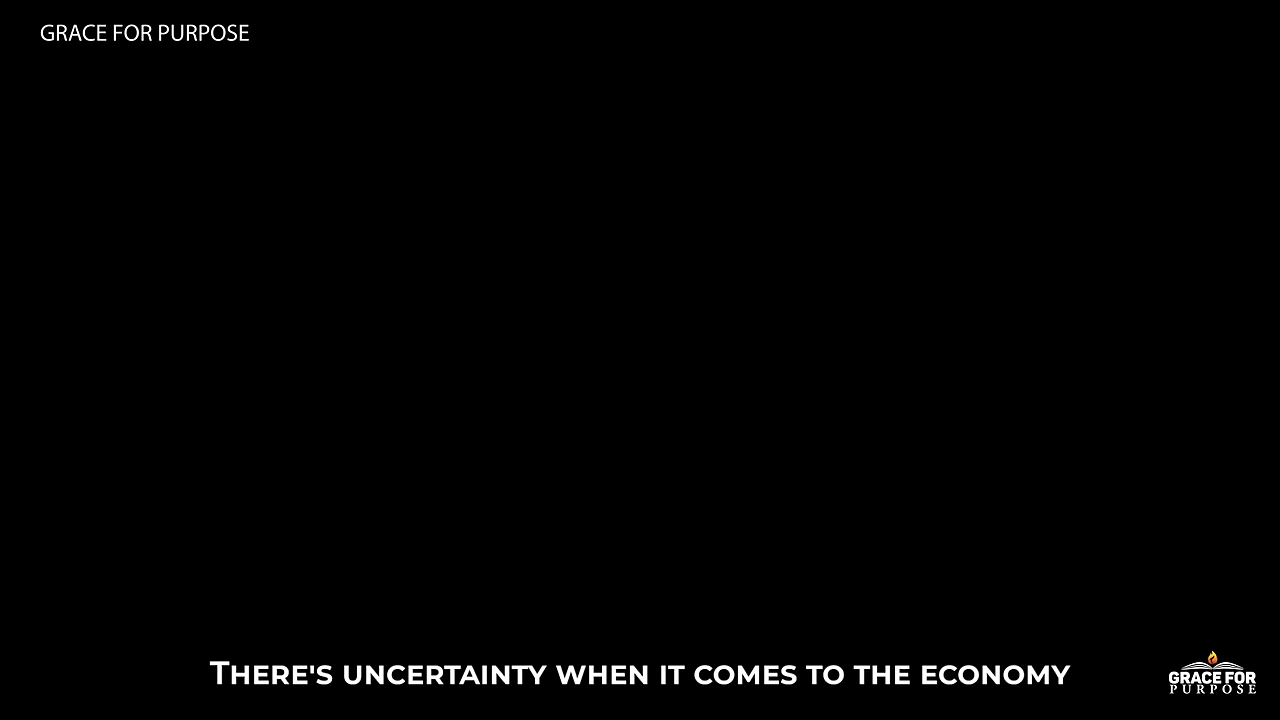 GRACE FOR PURPOSE
THERE'S UNCERTAINTY WHEN IT COMES TO THE ECONOMY
GRACE FOR
PURPOSE